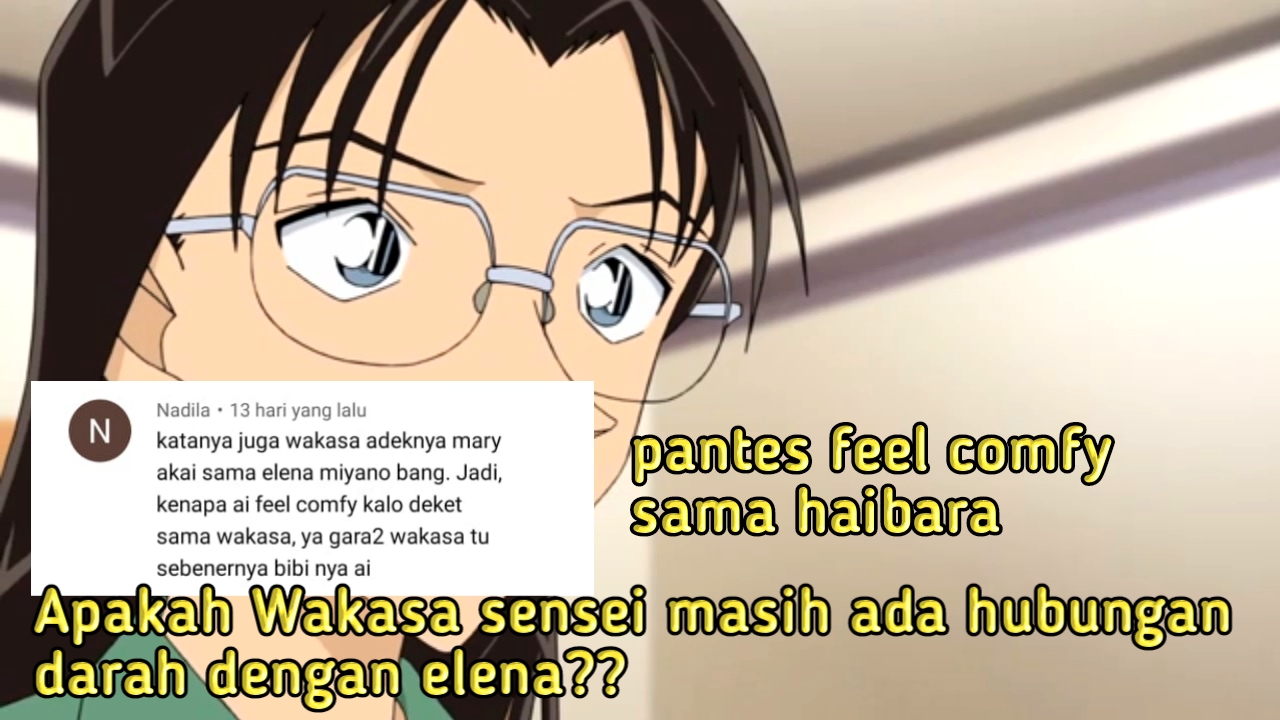 N
Nadila • 13 hari yang lalu
katanya juga wakasa adeknya mary
akai sama elena miyano bang. Jadi,
kenapa ai feel comfy kalo deket
sama wakasa, ya gara2 wakasa tu
sebenernya bibi nya ai
pantes feel comfy
sama haibara
Apakah Wakasa sensei masih ada hubungan
darah dengan elena??